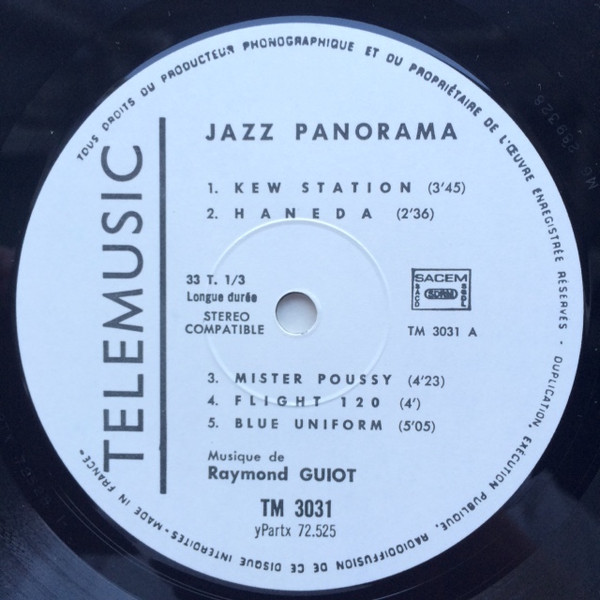 TOUS DROITS DU PRODUCTEUR PHONOGRAPHIQUE ET DU PROPRIÉTAIRE DE L'ŒUVRE ENREGISTRÉE RÉSERVÉS · DUPLICATION, EXÉCUTION PUBLIQUE, RADIODIFFUSION DE CE DISQUE INTERDITES-MADE IN FRANCE-
TELEMUSIC
JAZZ PANORAMA
1. KEW STATION (3'45)
2. HANEDA (2'36)
33 T. 1/3
Longue durée
STEREO
COMPATIBLE
SACEM
SACD SDRM SGDL
TM 3031 A
3. MISTER POUSSY (4'23)
4. FLIGHT 120 (4')
5. BLUE UNIFORM (5'05)
Musique de
Raymond GUIOT
TM 3031
yPartx 72.525